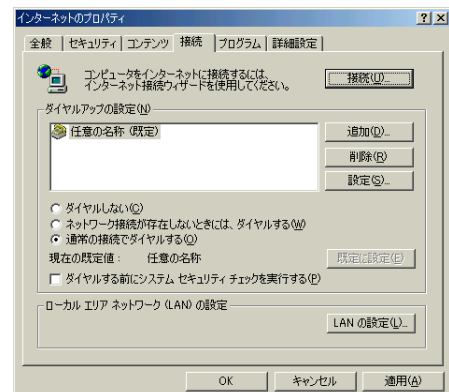 インターネットのプロパティ
全般 セキュリティ コンテンツ 接続 プログラム 詳細設定
コンピュータをインターネットに接続するには、
インターネット接続ウィザードを使用してください。
接続(U)...
ダイヤルアップの設定(N)
任意の名称 (既定)
追加(D)...
削除(R)
設定(S)...
ダイヤルしない(C)
ネットワーク接続が存在しないときには、ダイヤルする(W)
通常の接続でダイヤルする(O)
現在の既定値: 任意の名称
既定に設定(E)
ダイヤルする前にシステム セキュリティ チェックを実行する(P)
ローカル エリア ネットワーク (LAN) の設定
LAN の設定(L)...
OK キャンセル 適用(A)